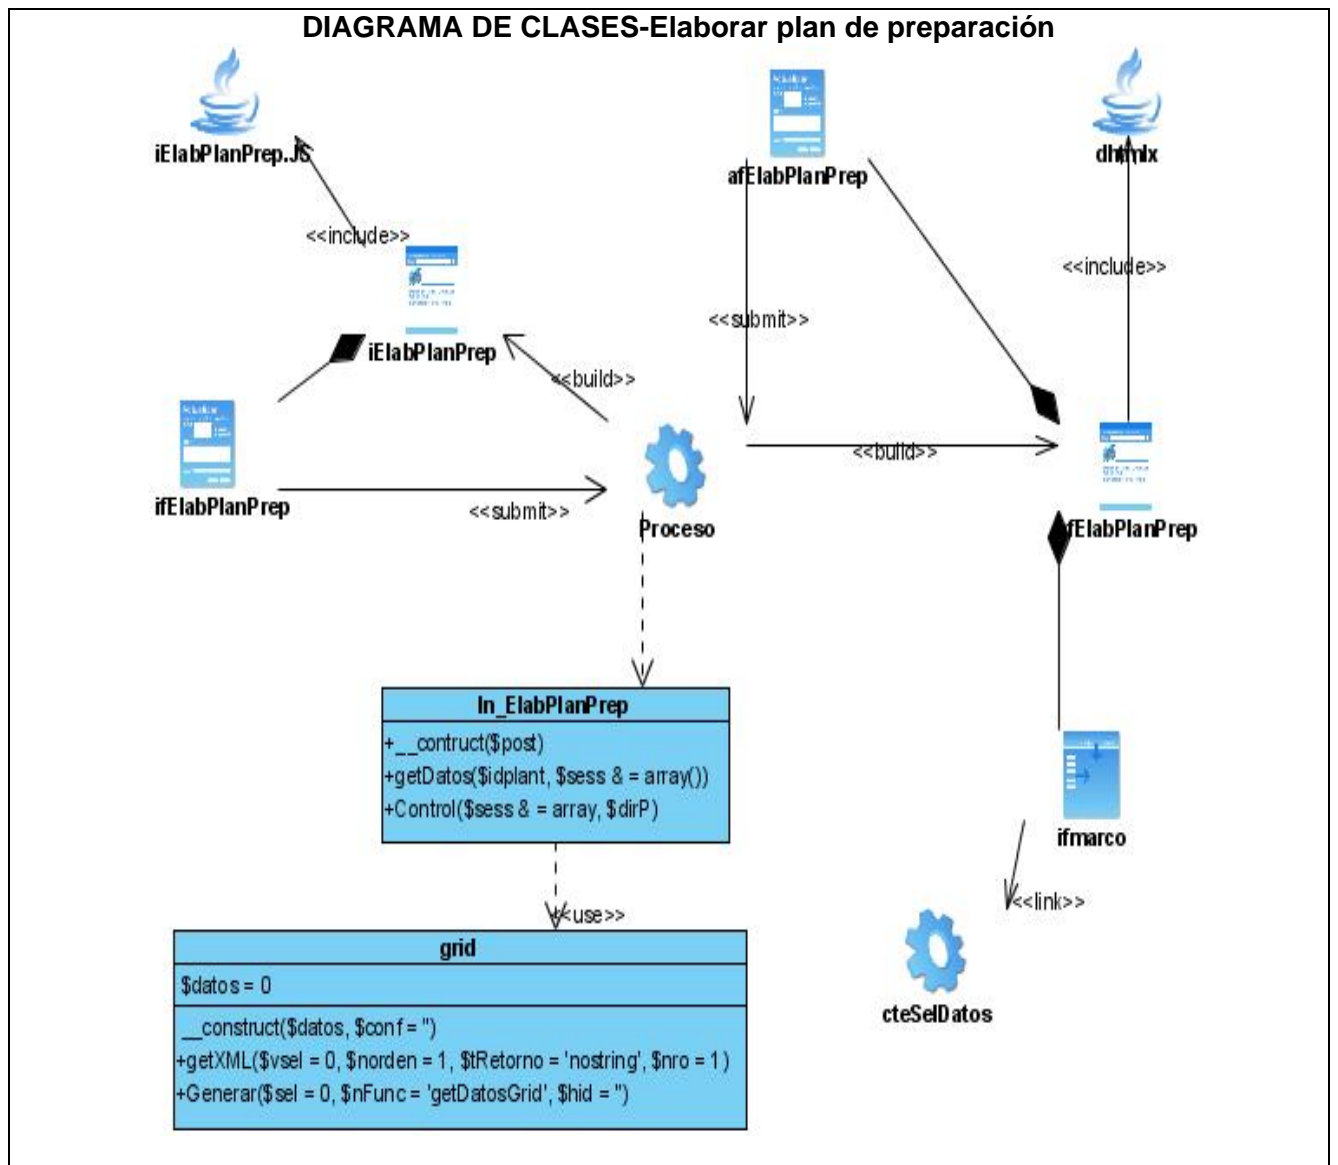 DIAGRAMA DE CLASES-Elaborar plan de preparación
iElabPlanPrep.JS
afElabPlanPrep
dhtmlx
<<include>>
<<include>>
<<submit>>
iElabPlanPrep
<<build>>
<<build>>
ifElabPlanPrep
<<submit>>
Proceso
fElabPlanPrep
ln_ElabPlanPrep
+__contruct($post)
+getDatos($idplant, $sess & = array())
+Control($sess & = array, $dirP)
ifmarco
<<link>>
<<use>>
grid
$datos = 0
__construct($datos, $conf = '')
+getXML($vsel = 0, $norden = 1, $tRetorno = 'nostring', $nro = 1)
+Generar($sel = 0, $nFunc = 'getDatosGrid', $hid = '')
cteSelDatos